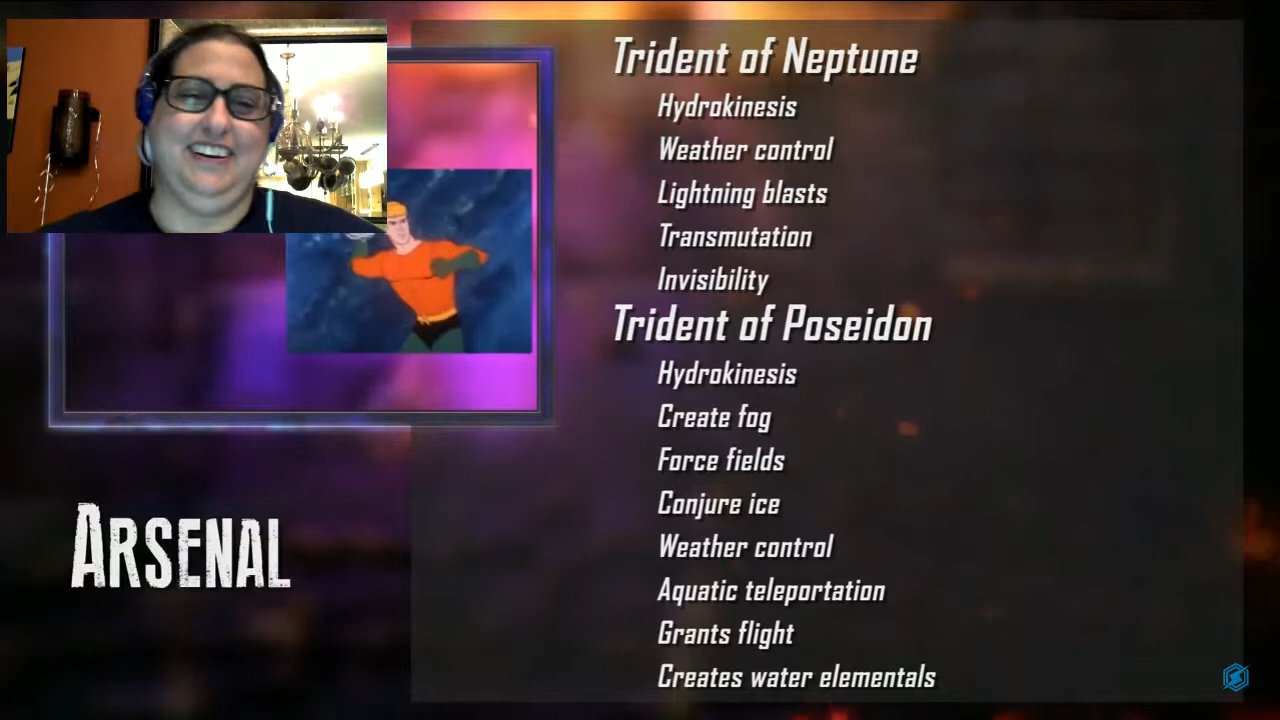 Trident of Neptune
Hydrokinesis
Weather control
Lightning blasts
Transmutation
Invisibility
Trident of Poseidon
Hydrokinesis
Create fog
Force fields
Conjure ice
Weather control
Aquatic teleportation
Grants flight
Creates water elementals
Arsenal